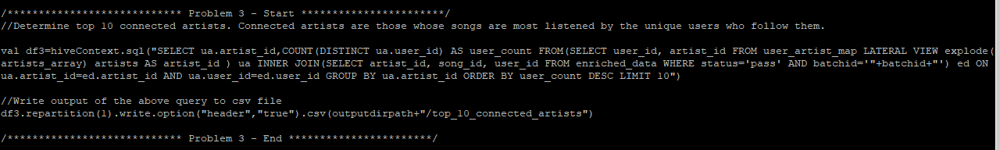 /**************************** Problem 3 - Start ***********************/
//Determine top 10 connected artists. Connected artists are those whose songs are most listened by the unique users who follow them.
val df3=hiveContext.sql("SELECT ua.artist_id,COUNT(DISTINCT ua.user_id) AS user_count FROM(SELECT user_id, artist_id FROM user_artist_map LATERAL VIEW explode(
artists_array) artists AS artist_id ) ua INNER JOIN(SELECT artist_id, song_id, user_id FROM enriched_data WHERE status='pass' AND batchid='"+batchid+"') ed ON
ua.artist_id=ed.artist_id AND ua.user_id=ed.user_id GROUP BY ua.artist_id ORDER BY user_count DESC LIMIT 10")
//Write output of the above query to csv file
df3.repartition(1).write.option("header","true").csv(outputdirpath+"/top_10_connected_artists")
/**************************** Problem 3 - End ***********************/